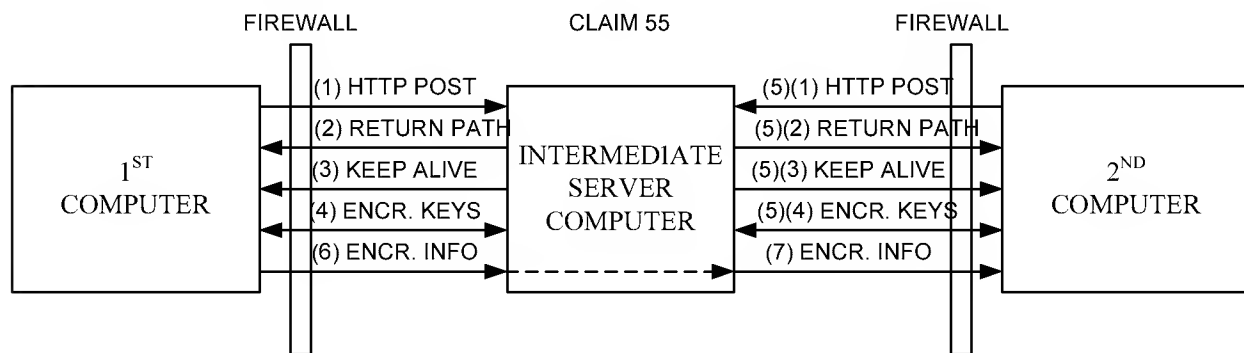 FIREWALL CLAIM 55 FIREWALL
(1) HTTP POST (5)(1) HTTP POST
(2) RETURN PATH (5)(2) RETURN PATH
1ST
COMPUTER
INTERMEDIATE
SERVER
COMPUTER
2ND
COMPUTER
(3) KEEP ALIVE (5)(3) KEEP ALIVE
(4) ENCR. KEYS (5)(4) ENCR. KEYS
(6) ENCR. INFO (7) ENCR. INFO